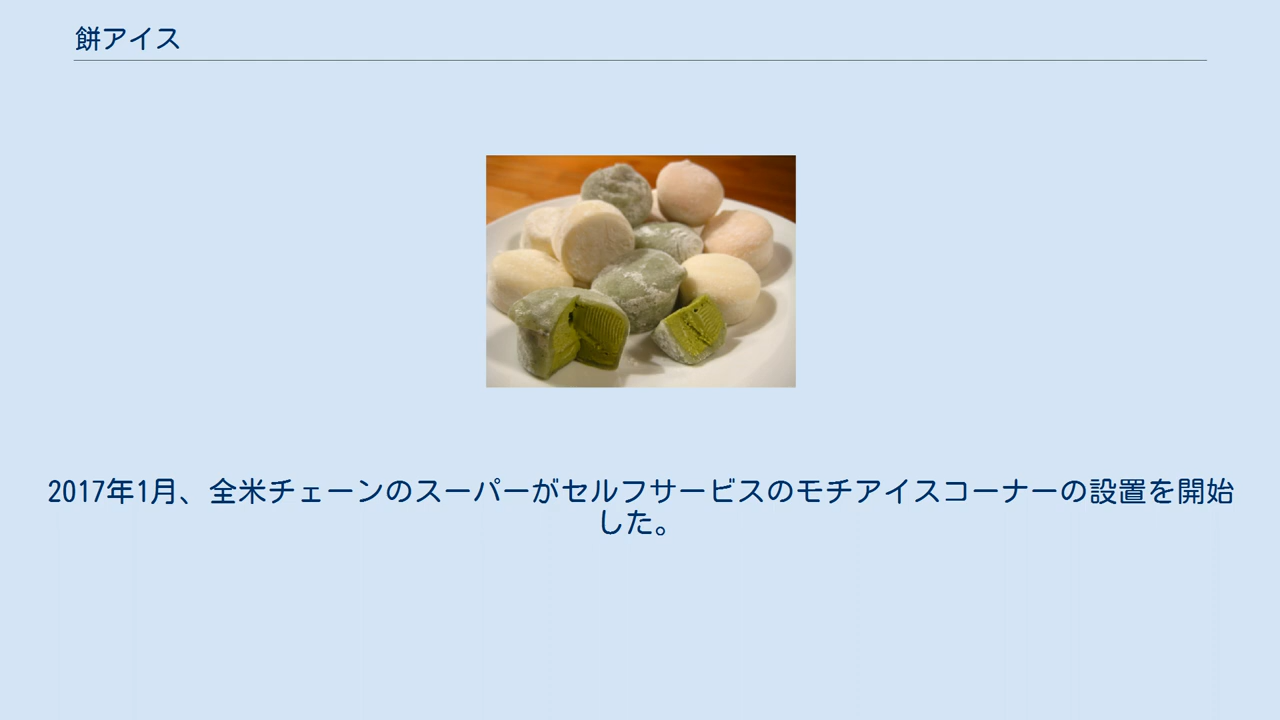 餅アイス
2017年1月、全米チェーンのスーパーがセルフサービスのモチアイスコーナーの設置を開始
した。